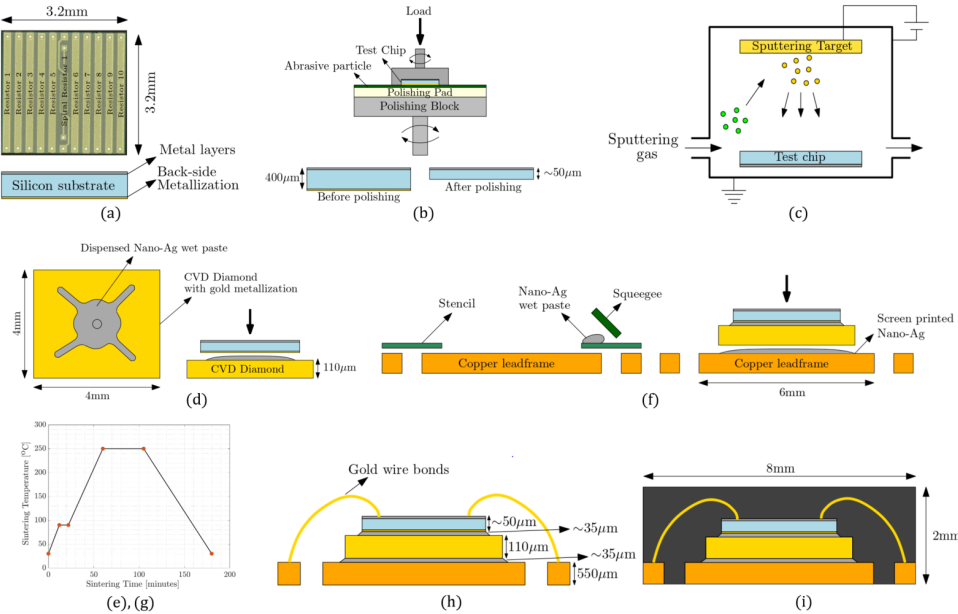 3.2mm
Resistor 1
Resistor 2
Resistor 3
Resistor 4
Resistor 5
Spiral Resistor 1
Resistor 6
Resistor 7
Resistor 8
Resistor 9
Resistor 10
3.2mm
Metal layers
Silicon substrate
Back-side
Metallization
(a)
Load
Test Chip
Abrasive particle
Polishing Pad
Polishing Block
400μm
Before polishing
~50μm
After polishing
(b)
Sputtering Target
Sputtering
gas
Test chip
(c)
Dispensed Nano-Ag wet paste
CVD Diamond
with gold metallization
4mm
4mm
CVD Diamond
110μm
(d)
Stencil
Nano-Ag
wet paste
Squeegee
Copper leadframe
Screen printed
Nano-Ag
Copper leadframe
6mm
(f)
Sintering Temperature [°C]
300
250
200
150
100
50
0
0
50
100
150
200
Sintering Time [minutes]
(e), (g)
Gold wire bonds
~50μm
~35μm
110μm
~35μm
550μm
(h)
8mm
2mm
(i)